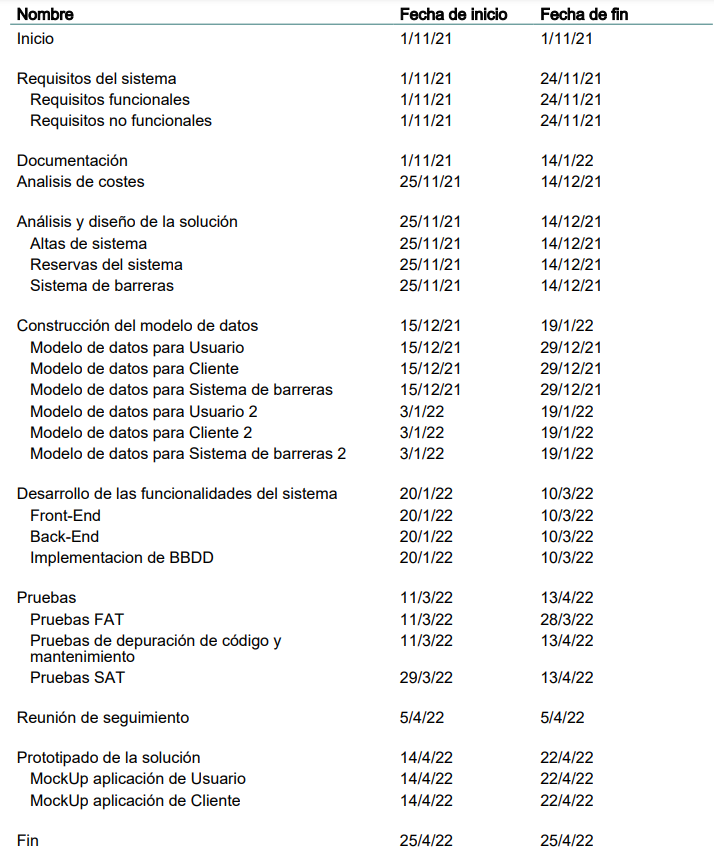 Nombre Fecha de inicio Fecha de fin
Inicio 1/11/21 1/11/21
Requisitos del sistema 1/11/21 24/11/21
Requisitos funcionales 1/11/21 24/11/21
Requisitos no funcionales 1/11/21 24/11/21
Documentación 1/11/21 14/1/22
Analisis de costes 25/11/21 14/12/21
Análisis y diseño de la solución 25/11/21 14/12/21
Altas de sistema 25/11/21 14/12/21
Reservas del sistema 25/11/21 14/12/21
Sistema de barreras 25/11/21 14/12/21
Construcción del modelo de datos 15/12/21 19/1/22
Modelo de datos para Usuario 15/12/21 29/12/21
Modelo de datos para Cliente 15/12/21 29/12/21
Modelo de datos para Sistema de barreras 15/12/21 29/12/21
Modelo de datos para Usuario 2 3/1/22 19/1/22
Modelo de datos para Cliente 2 3/1/22 19/1/22
Modelo de datos para Sistema de barreras 2 3/1/22 19/1/22
Desarrollo de las funcionalidades del sistema 20/1/22 10/3/22
Front-End 20/1/22 10/3/22
Back-End 20/1/22 10/3/22
Implementacion de BBDD 20/1/22 10/3/22
Pruebas 11/3/22 13/4/22
Pruebas FAT 11/3/22 28/3/22
Pruebas de depuración de código y 11/3/22 13/4/22
mantenimiento
Pruebas SAT 29/3/22 13/4/22
Reunión de seguimiento 5/4/22 5/4/22
Prototipado de la solución 14/4/22 22/4/22
MockUp aplicación de Usuario 14/4/22 22/4/22
MockUp aplicación de Cliente 14/4/22 22/4/22
Fin 25/4/22 25/4/22